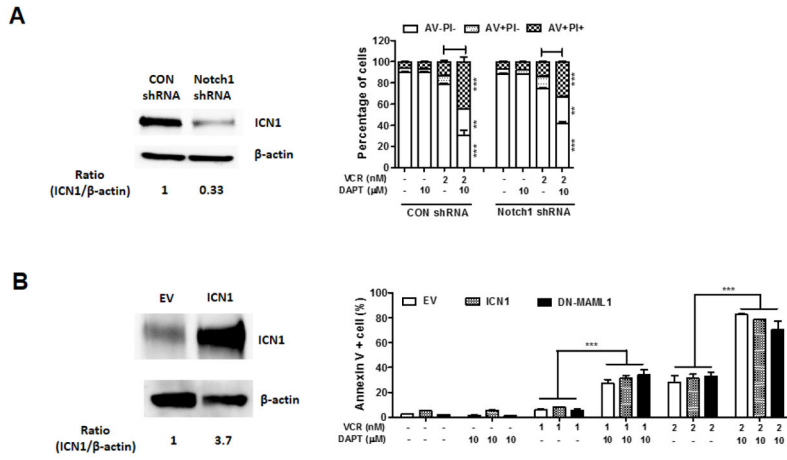 A
CON shRNA
Notch1 shRNA
ICN1
β-actin
Ratio (ICN1/β-actin)
1
0.33
AV-PI-
AV+PI-
AV+PI+
Percentage of cells
120
100
80
60
40
20
0
***
**
***
***
**
***
VCR (nM) - - 2 2 - - 2 2
DAPT (µM) - 10 - 10 - 10 - 10
CON shRNA
Notch1 shRNA
B
EV
ICN1
ICN1
β-actin
Ratio (ICN1/β-actin)
1
3.7
EV
ICN1
DN-MAML1
Annexin V + cell (%)
100
80
60
40
20
0
***
***
VCR (nM) - - - - - - 1 1 1 1 1 1 2 2 2 2 2 2
DAPT (µM) - - - 10 10 10 - - - 10 10 10 - - - 10 10 10